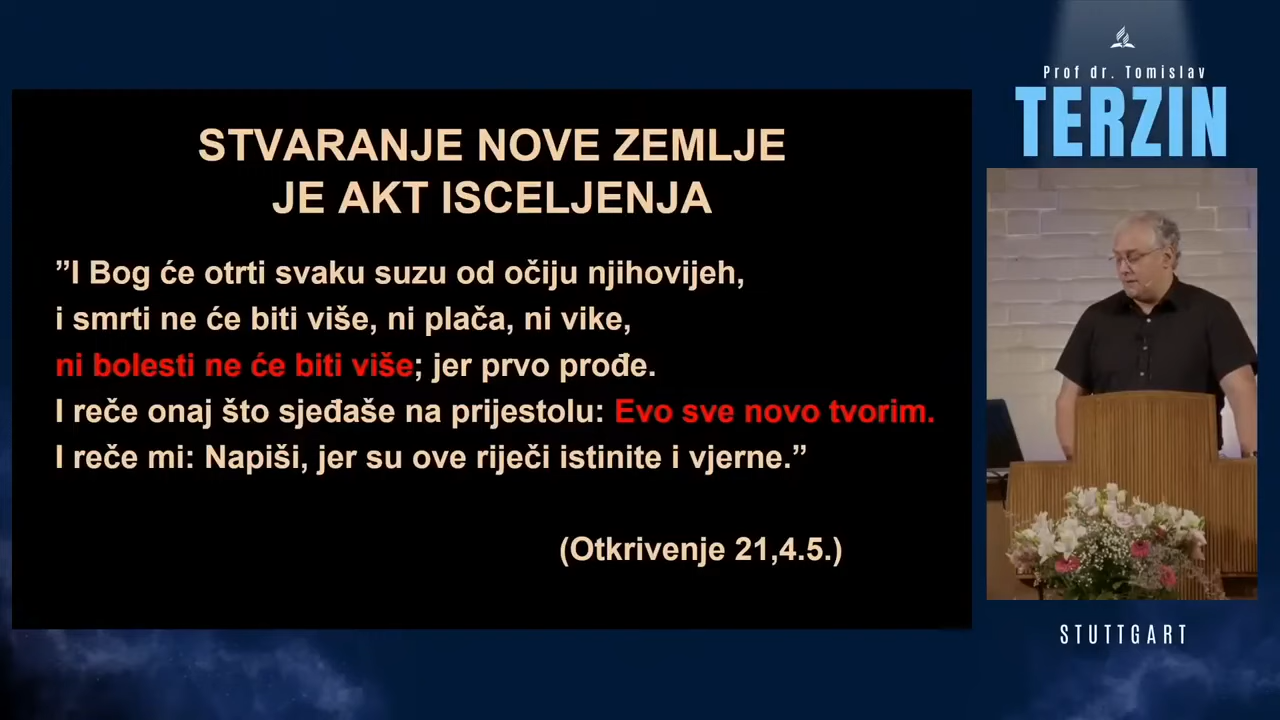 STVARANJE NOVE ZEMLJE
JE AKT ISCELJENJA
”I Bog će otrti svaku suzu od očiju njihovijeh,
i smrti ne će biti više, ni plača, ni vike,
ni bolesti ne će biti više; jer prvo prođe.
I reče onaj što sjeđaše na prijestolu: Evo sve novo tvorim.
I reče mi: Napiši, jer su ove riječi istinite i vjerne.”
(Otkrivenje 21,4.5.)
Prof dr. Tomislav
TERZIN
STUTTGART